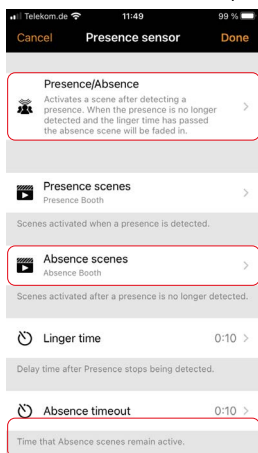 Telekom.de 11:49 99 %
Cancel Presence sensor Done
Presence/Absence
Activates a scene after detecting a
presence. When the presence is no longer
detected and the linger time has passed
the absence scene will be faded in.
Presence scenes
Presence Booth
Scenes activated when a presence is detected.
Absence scenes
Absence Booth
Scenes activated after a presence is no longer detected.
Linger time 0:10
Delay time after Presence stops being detected.
Absence timeout 0:10
Time that Absence scenes remain active.